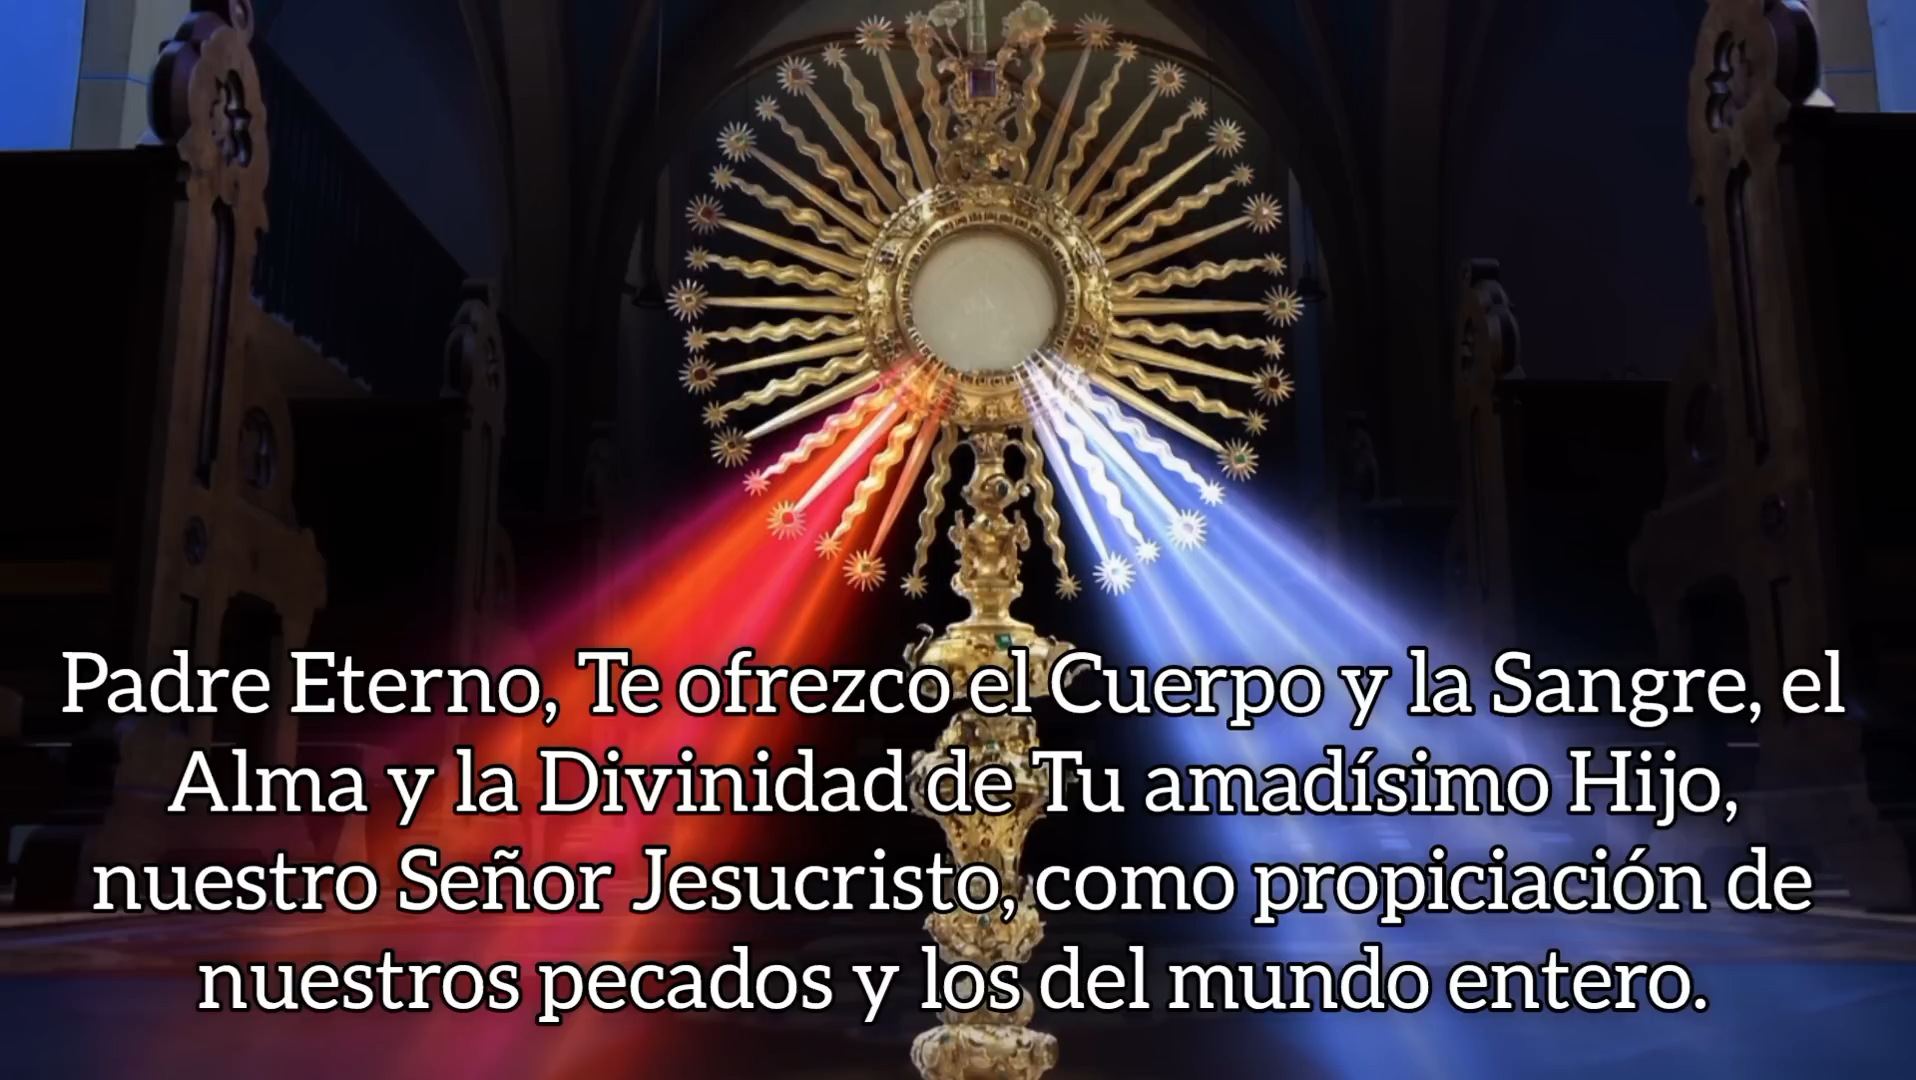 Padre Eterno, Te ofrezco el Cuerpo y la Sangre, el
Alma y la Divinidad de Tu amadísimo Hijo,
nuestro Señor Jesucristo, como propiciación de
nuestros pecados y los del mundo entero.